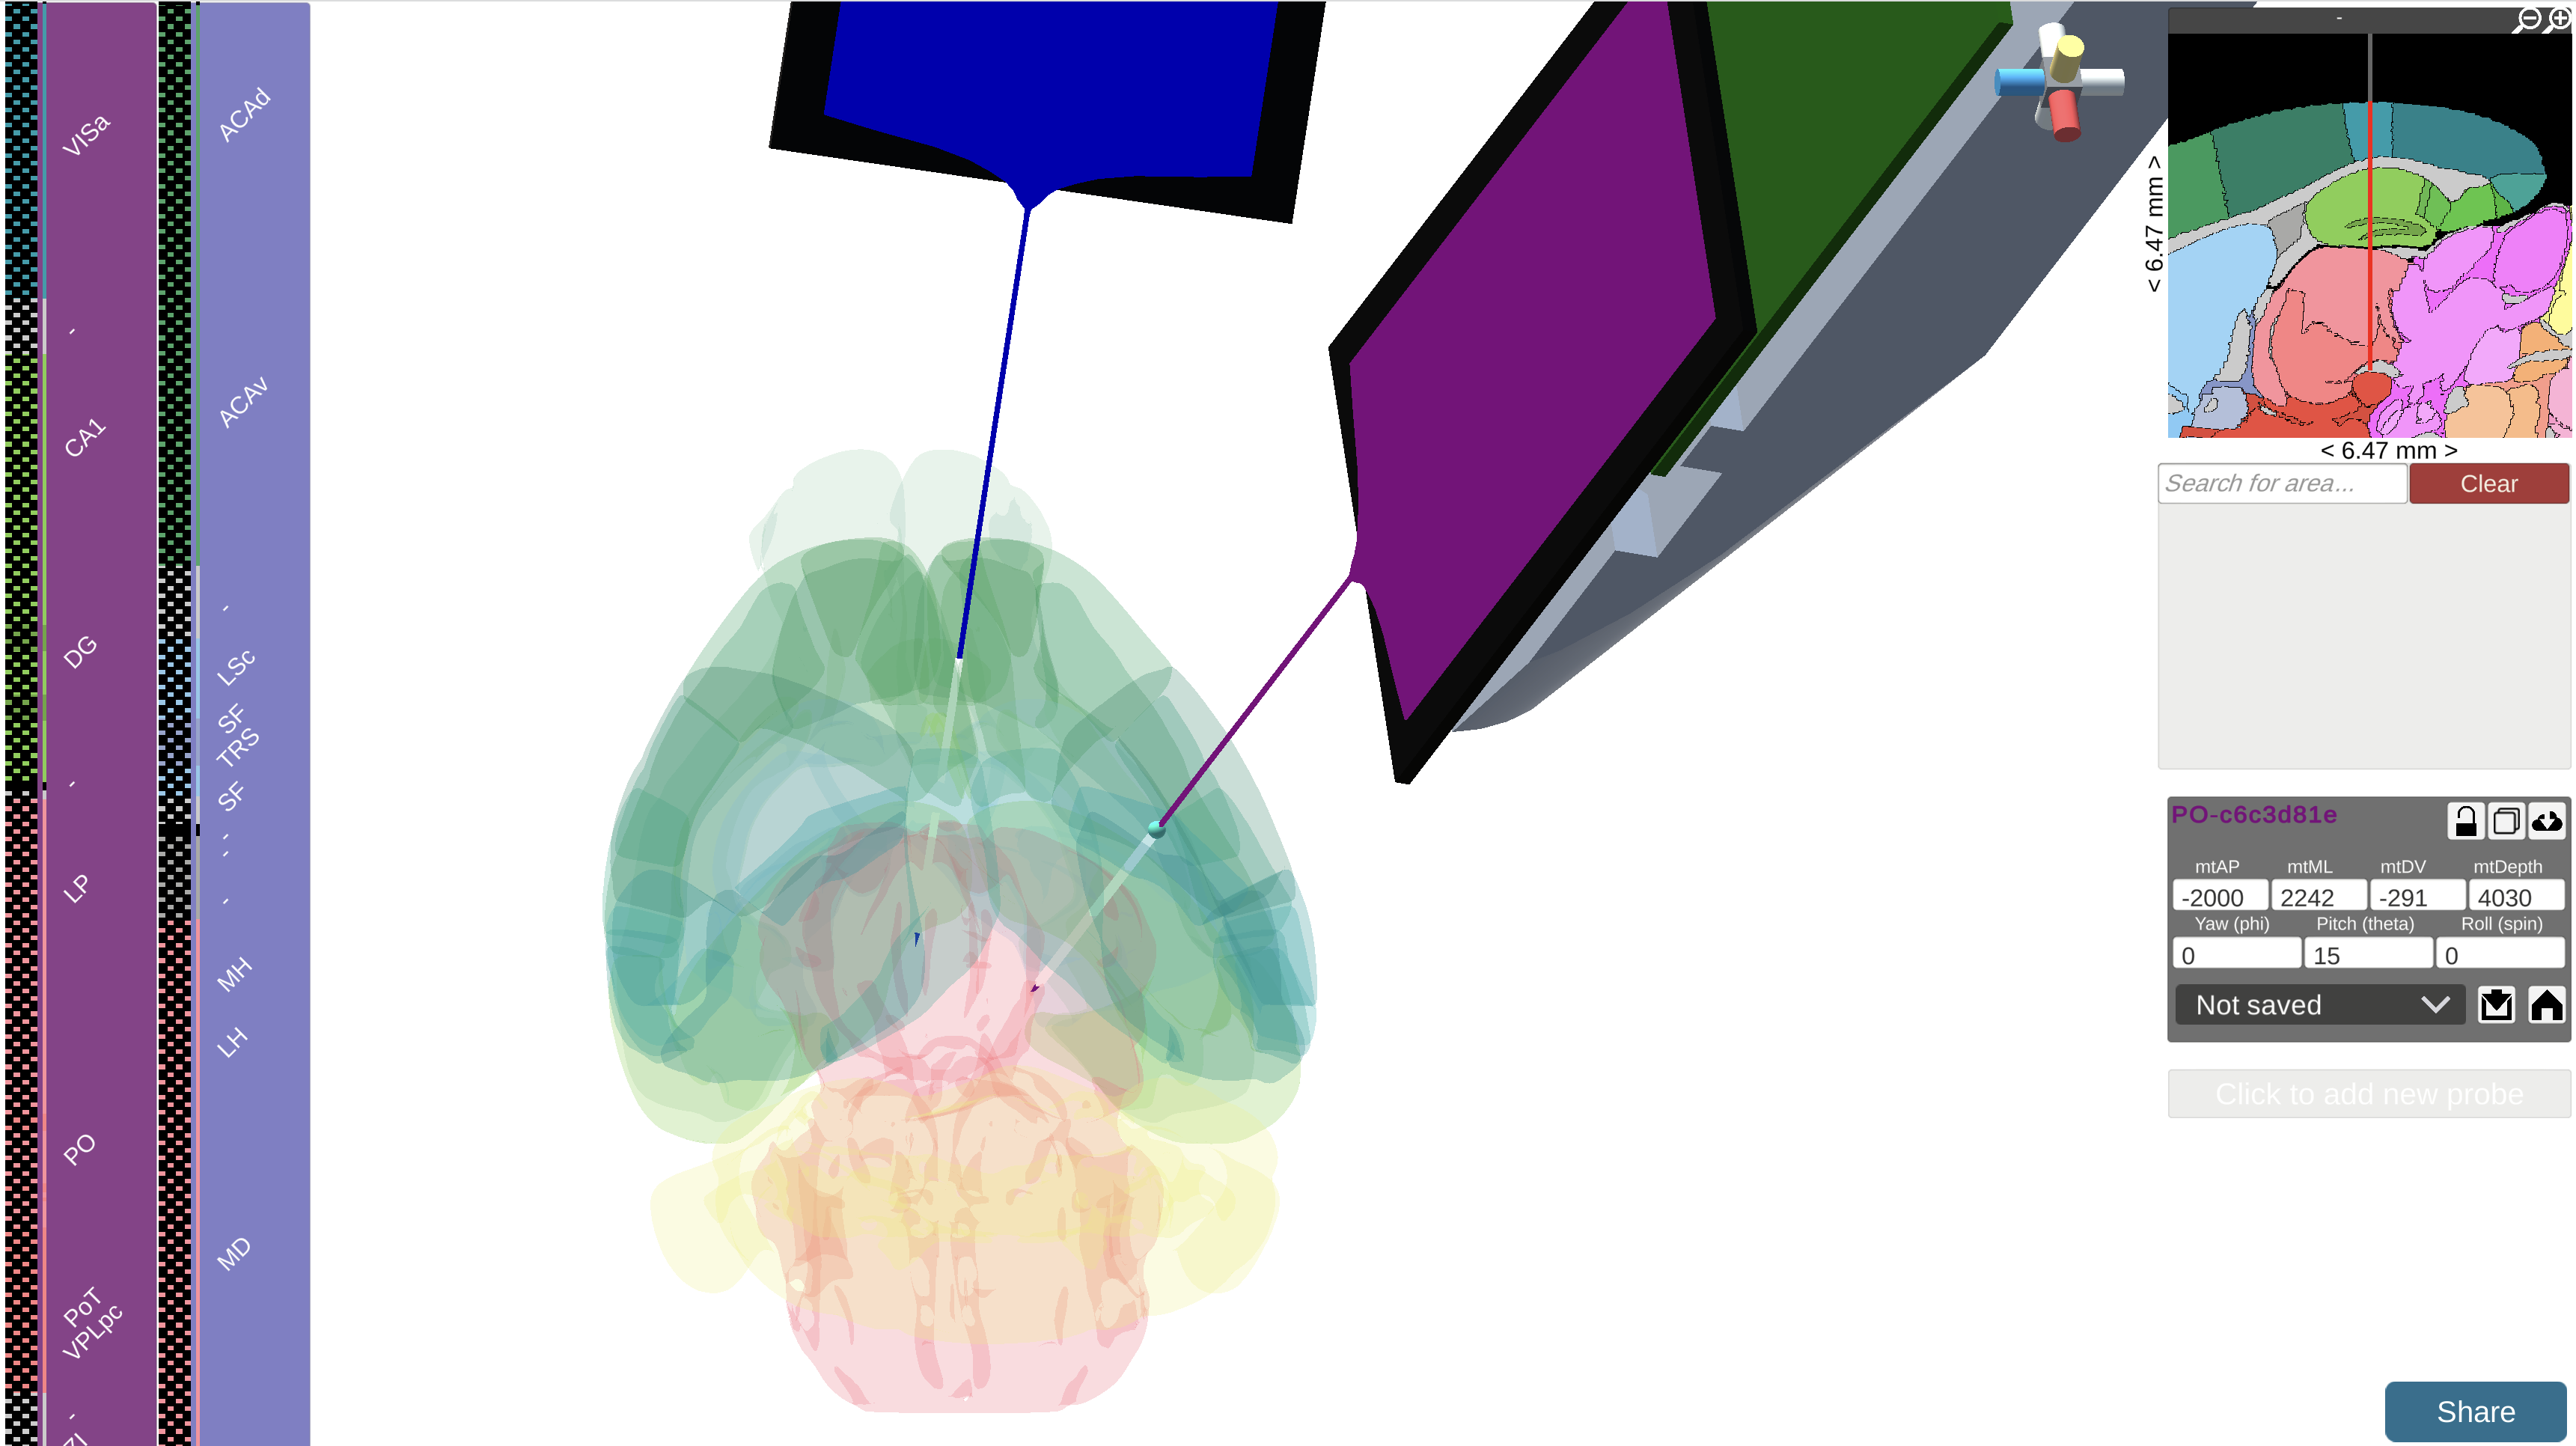 VISa
-
CA1
DG
-
LP
PO
PoT
VPLpc
-
ZI
ACAd
ACAv
-
LSc
SF
TRS
SF
-
-
-
MH
LH
MD
-
< 6.47 mm >
< 6.47 mm >
Search for area...
Clear
PO-c6c3d81e
mtAP mtML mtDV mtDepth
-2000 2242 -291 4030
Yaw (phi) Pitch (theta) Roll (spin)
0 15 0
Not saved
Click to add new probe
Share